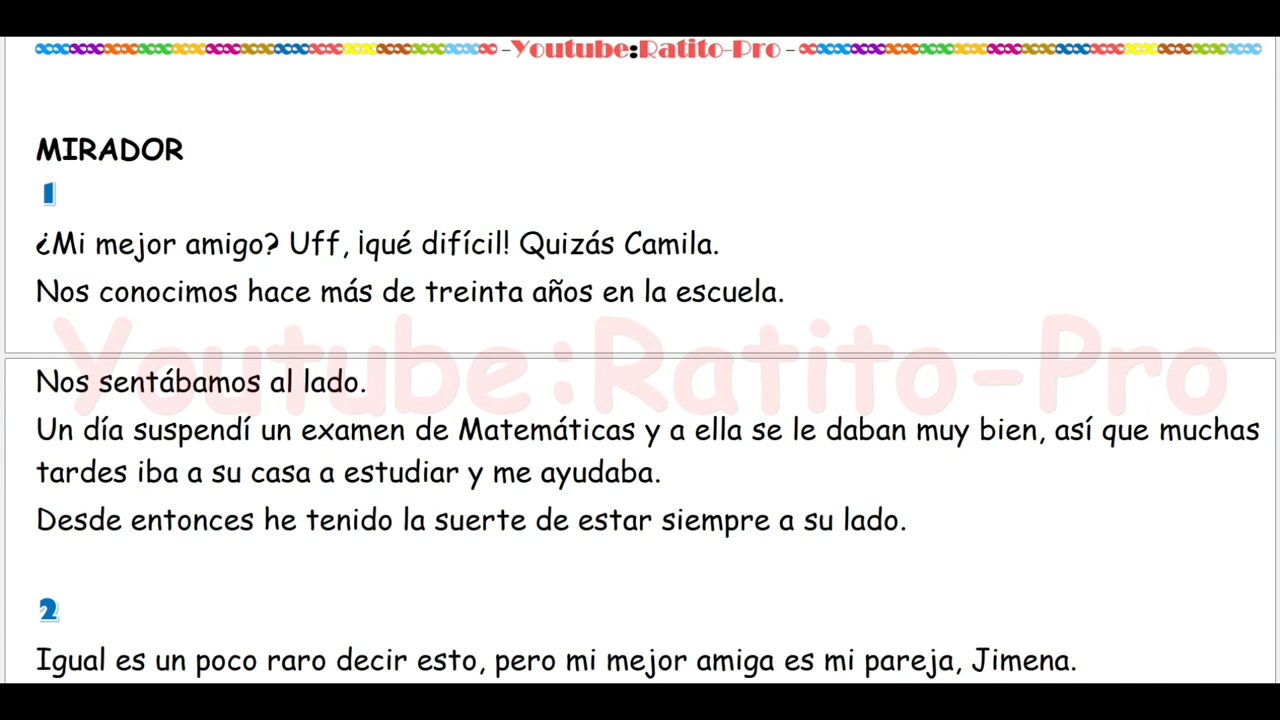 -Youtube:Ratito-Pro -
MIRADOR
1
¿Mi mejor amigo? Uff, ¡qué difícil! Quizás Camila.
Nos conocimos hace más de treinta años en la escuela.
Youtube:Ratito-Pro
Nos sentábamos al lado.
Un día suspendí un examen de Matemáticas y a ella se le daban muy bien, así que muchas
tardes iba a su casa a estudiar y me ayudaba.
Desde entonces he tenido la suerte de estar siempre a su lado.
2
Igual es un poco raro decir esto, pero mi mejor amiga es mi pareja, Jimena.